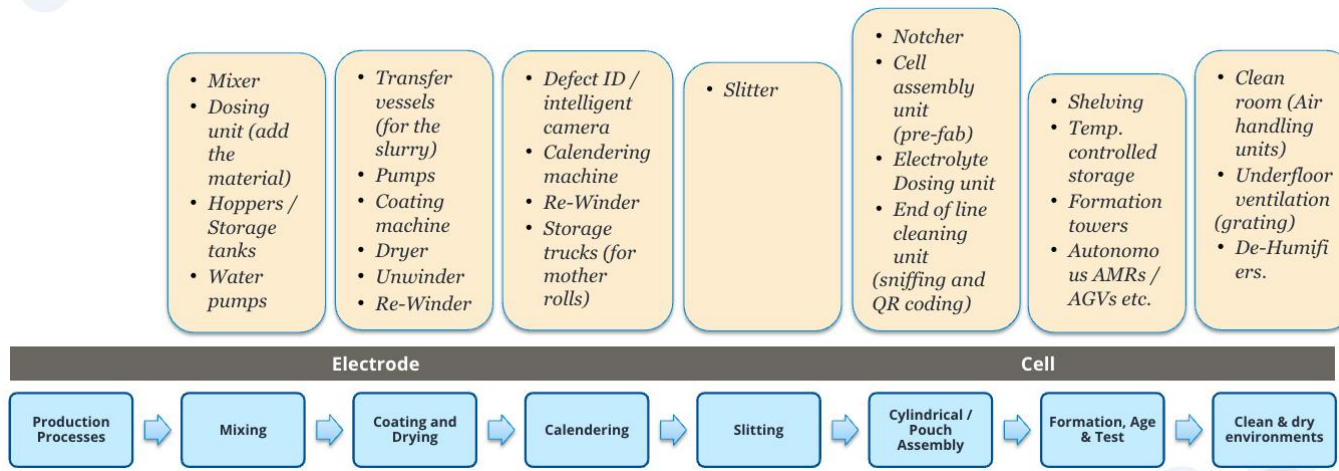 • Mixer
• Dosing
unit (add
the
material)
• Hoppers /
Storage
tanks
• Water
pumps
• Transfer
vessels
(for the
slurry)
• Pumps
• Coating
machine
• Dryer
• Unwinder
• Re-Winder
• Defect ID /
intelligent
camera
• Calendering
machine
• Re-Winder
• Storage
trucks (for
mother
rolls)
• Slitter
• Notcher
• Cell
assembly
unit
(pre-fab)
• Electrolyte
Dosing unit
• End of line
cleaning
unit
(sniffing and
QR coding)
• Shelving
• Temp.
controlled
storage
• Formation
towers
• Autonomo
us AMRs /
AGVs etc.
• Clean
room (Air
handling
units)
• Underfloor
ventilation
(grating)
• De-Humifi
ers.
Electrode
Cell
Production
Processes
Mixing
Coating and
Drying
Calendering
Slitting
Cylindrical /
Pouch
Assembly
Formation, Age
& Test
Clean & dry
environments